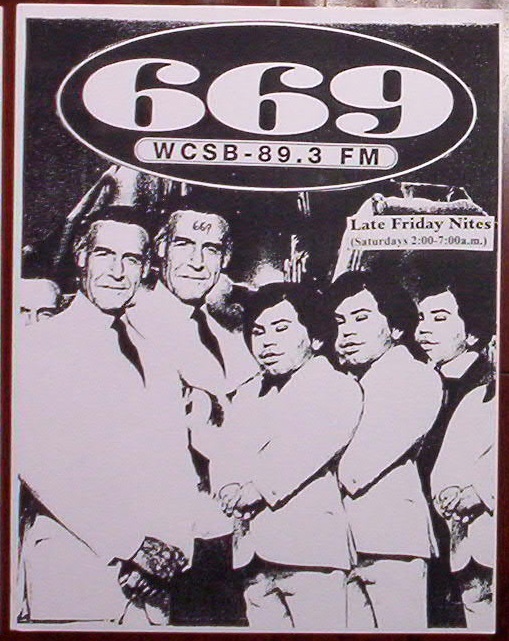 669
WCSB-89.3 FM
Late Friday Nites
(Saturdays 2:00-7:00a.m.)
669